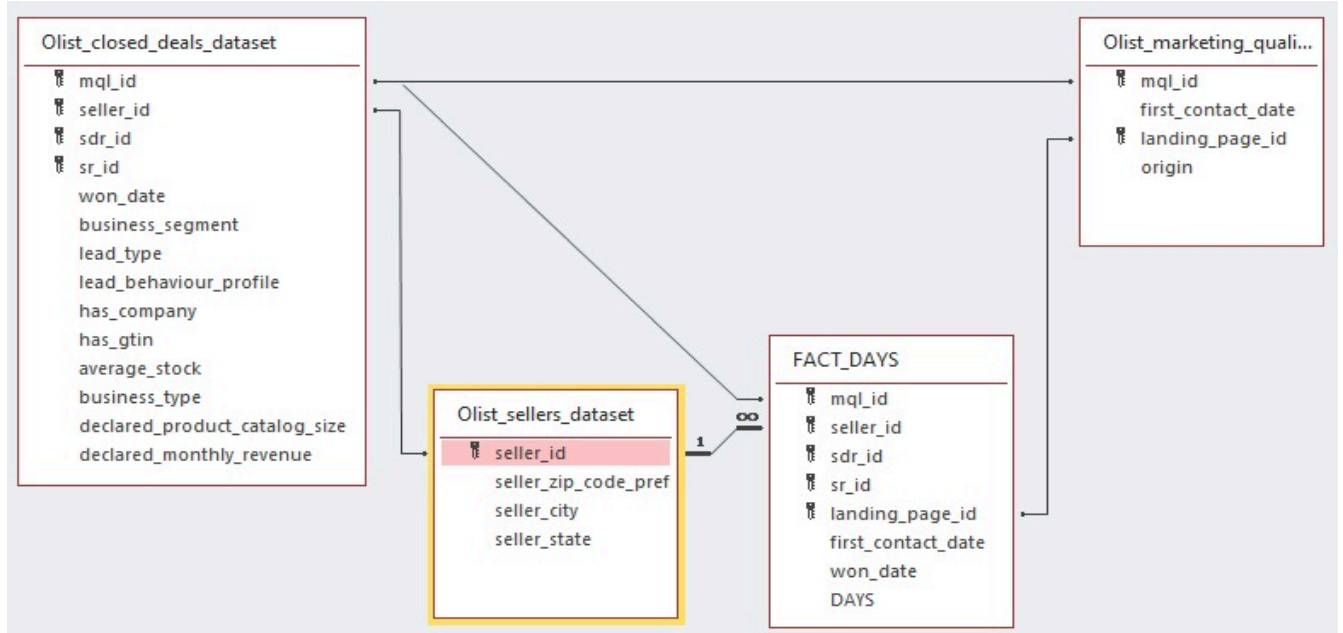 Olist_closed_deals_dataset
mql_id
seller_id
sdr_id
sr_id
won_date
business_segment
lead_type
lead_behaviour_profile
has_company
has_gtin
average_stock
business_type
declared_product_catalog_size
declared_monthly_revenue
Olist_marketing_quali...
mql_id
first_contact_date
landing_page_id
origin
Olist_sellers_dataset
seller_id
seller_zip_code_pref
seller_city
seller_state
1
∞
FACT_DAYS
mql_id
seller_id
sdr_id
sr_id
landing_page_id
first_contact_date
won_date
DAYS